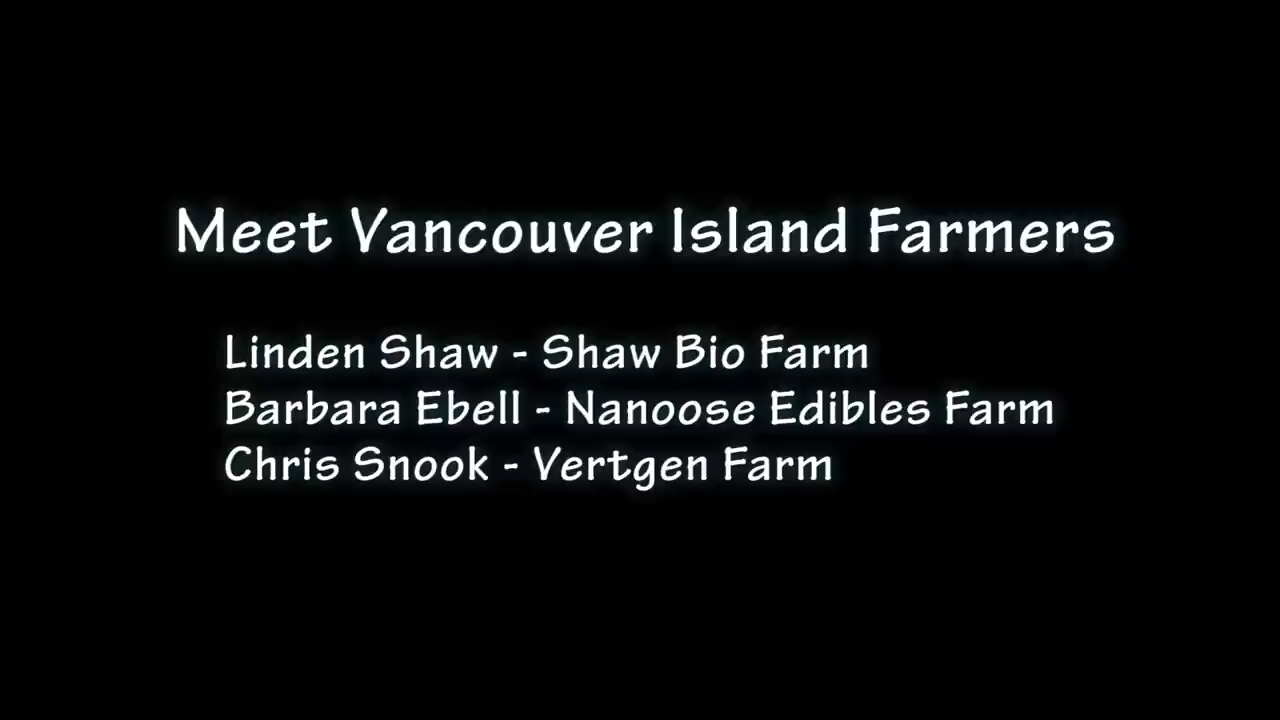 Meet Vancouver Island Farmers
Linden Shaw - Shaw Bio Farm
Barbara Ebell - Nanoose Edibles Farm
Chris Snook - Vertgen Farm